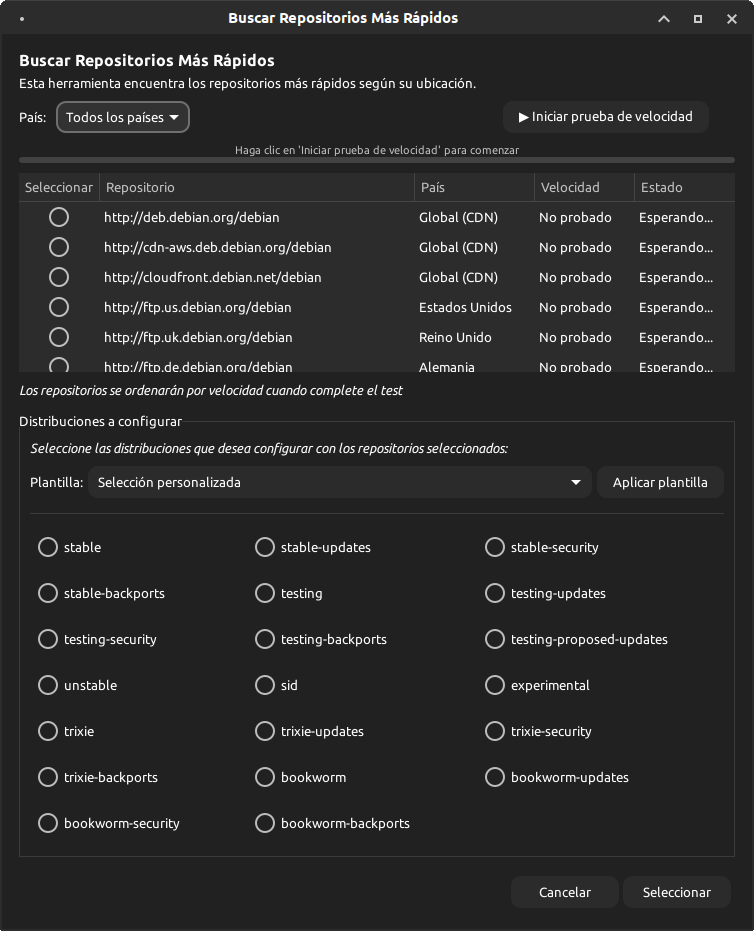 Buscar Repositorios Más Rápidos
Buscar Repositorios Más Rápidos
Esta herramienta encuentra los repositorios más rápidos según su ubicación.
País: Todos los países ▶ Iniciar prueba de velocidad
Haga clic en 'Iniciar prueba de velocidad' para comenzar
Seleccionar Repositorio País Velocidad Estado
http://deb.debian.org/debian Global (CDN) No probado Esperando...
http://cdn-aws.deb.debian.org/debian Global (CDN) No probado Esperando...
http://cloudfront.debian.net/debian Global (CDN) No probado Esperando...
http://ftp.us.debian.org/debian Estados Unidos No probado Esperando...
http://ftp.uk.debian.org/debian Reino Unido No probado Esperando...
http://ftp.de.debian.org/debian Alemania No probado Esperando...
Los repositorios se ordenarán por velocidad cuando complete el test
Distribuciones a configurar
Seleccione las distribuciones que desea configurar con los repositorios seleccionados:
Plantilla: Selección personalizada Aplicar plantilla
stable stable-updates stable-security
stable-backports testing testing-updates
testing-security testing-backports testing-proposed-updates
unstable sid experimental
trixie trixie-updates trixie-security
trixie-backports bookworm bookworm-updates
bookworm-security bookworm-backports
Cancelar Seleccionar